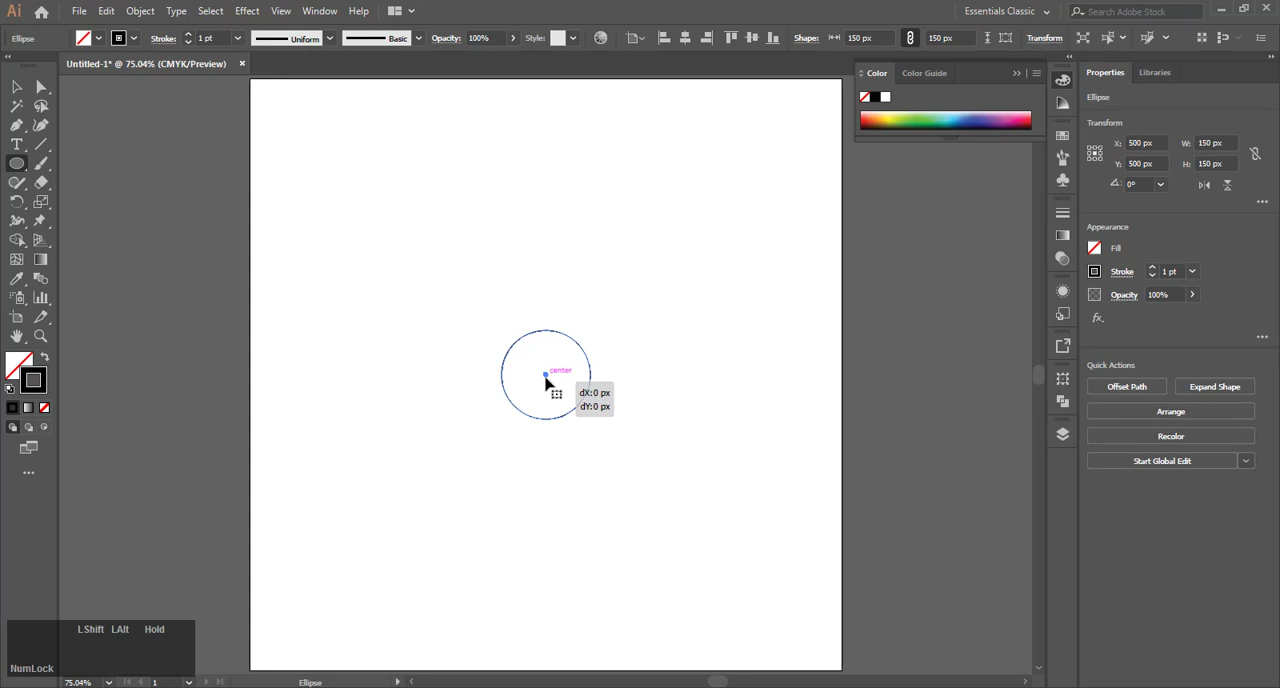 Ai File Edit Object Type Select Effect View Window Help Essentials Classic Search Adobe Stock
Ellipse Stroke: 1 pt Uniform Basic Opacity: 100% Style: Shape: 150 px 150 px Transform
Untitled-1* @ 75.04% (CMYK/Preview) ×
Color Color Guide
Properties Libraries
Ellipse
Transform
X: 500 px W: 150 px
Y: 500 px H: 150 px
0°
Appearance
Fill
Stroke 1 pt
Opacity 100%
fx.
Quick Actions
Offset Path Expand Shape
Arrange
Recolor
Start Global Edit
center
dX:0 px
dY:0 px
LShift LAlt Hold
NumLock
75.04% 1 Ellipse